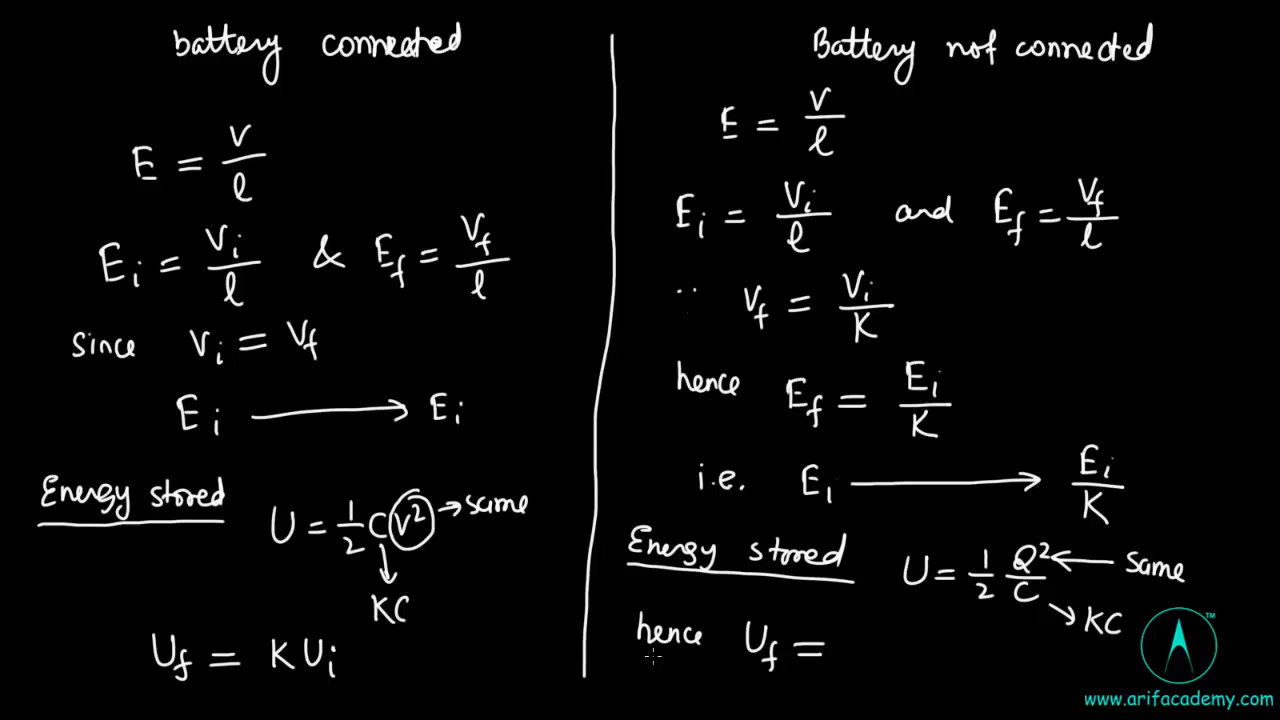 battery connected
E = V/l
Ei = Vi/l & Ef = Vf/l
since Vi = Vf
Ei → Ei
Energy stored U = 1/2 C V² → same
↓
KC
Uf = K Ui
Battery not connected
E = V/l
Ei = Vi/l and Ef = Vf/l
∵ Vf = Vi/K
hence Ef = Ei/K
i.e. Ei → Ei/K
Energy stored U = 1/2 Q²/C ← same
→ KC
hence Uf =
TM
www.arifacademy.com